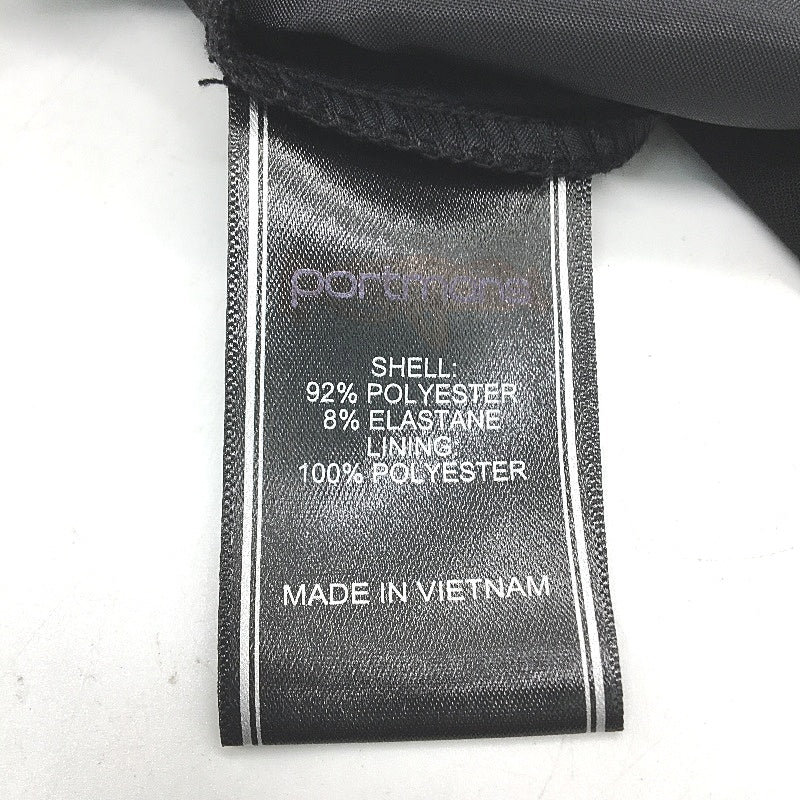 portmans
SHELL:
92% POLYESTER
8% ELASTANE
LINING:
100% POLYESTER
MADE IN VIETNAM